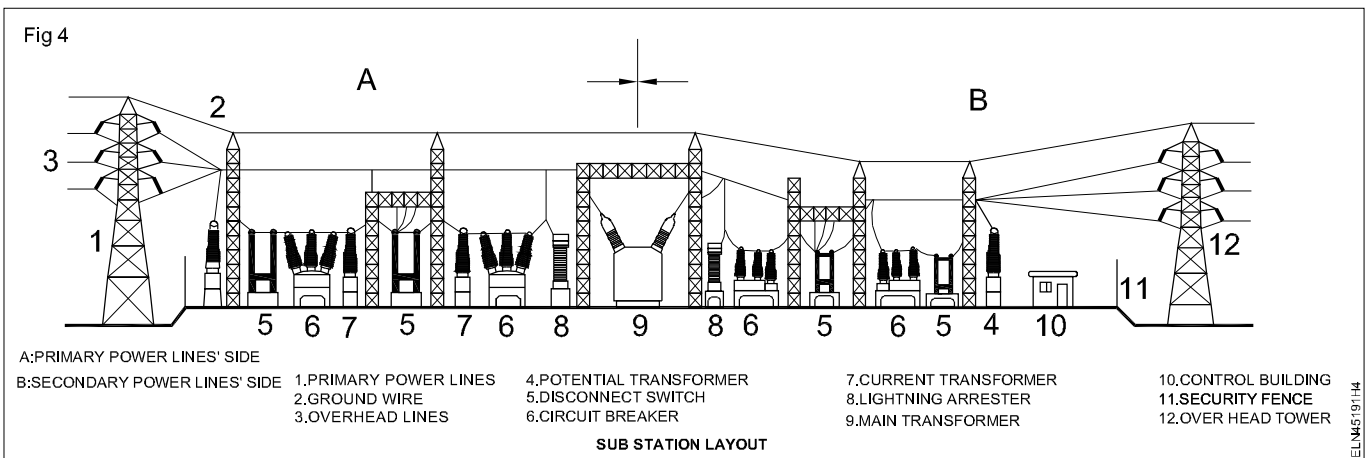 Fig 4
A
B
2
3
1
12
11
5 6 7 5 7 6 8 9 8 6 5 6 5 4 10
A:PRIMARY POWER LINES' SIDE
B:SECONDARY POWER LINES' SIDE
1.PRIMARY POWER LINES
2.GROUND WIRE
3.OVERHEAD LINES
4.POTENTIAL TRANSFORMER
5.DISCONNECT SWITCH
6.CIRCUIT BREAKER
7.CURRENT TRANSFORMER
8.LIGHTNING ARRESTER
9.MAIN TRANSFORMER
10.CONTROL BUILDING
11.SECURITY FENCE
12.OVER HEAD TOWER
SUB STATION LAYOUT
ELN45191H4